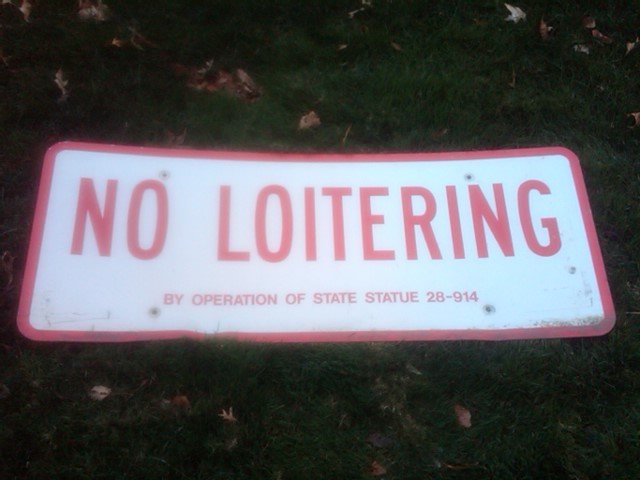 NO LOITERING
BY OPERATION OF STATE STATUE 28-914